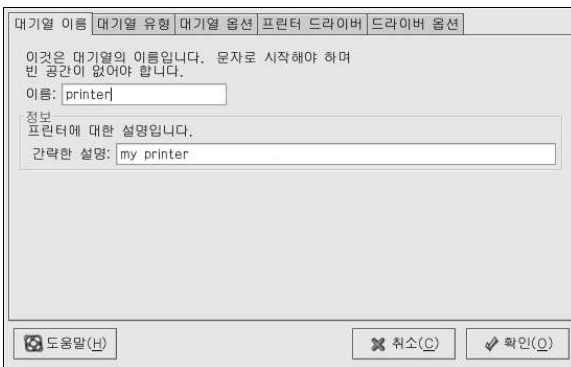 대기열 이름 대기열 유형 대기열 옵션 프린터 드라이버 드라이버 옵션
이것은 대기열의 이름입니다. 문자로 시작해야 하며
빈 공간이 없어야 합니다.
이름: printer
정보
프린터에 대한 설명입니다.
간략한 설명: my printer
도움말(H) 취소(C) 확인(O)